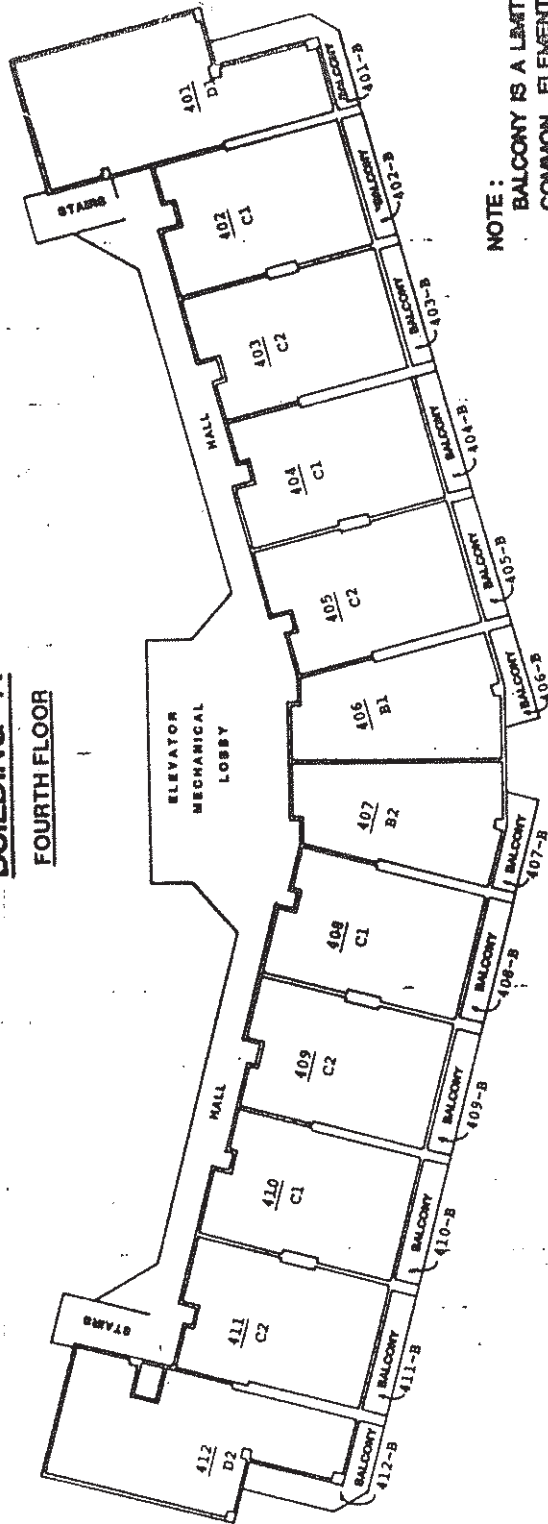 FOURTH FLOOR
ELEVATOR
MECHANICAL
LOBBY
HALL
HALL
STAIRS
STAIRS
412
D2
411
C2
410
C1
409
C2
408
C1
407
B2
406
B1
405
C2
404
C1
403
C2
402
C1
401
D1
BALCONY
412-B
BALCONY
411-B
BALCONY
410-B
BALCONY
409-B
BALCONY
408-B
BALCONY
407-B
BALCONY
406-B
BALCONY
405-B
BALCONY
404-B
BALCONY
403-B
BALCONY
402-B
BALCONY
401-B
NOTE:
BALCONY IS A
COMMON